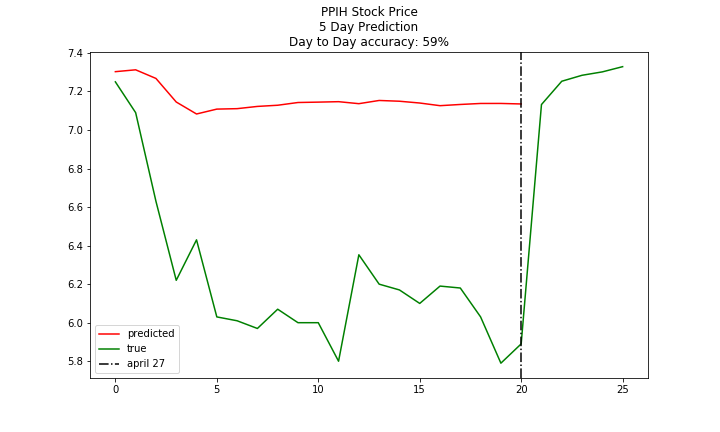 PPIH Stock Price
5 Day Prediction
Day to Day accuracy: 59%
7.4
7.2
7.0
6.8
6.6
6.4
6.2
6.0
5.8
predicted
true
april 27
0 5 10 15 20 25